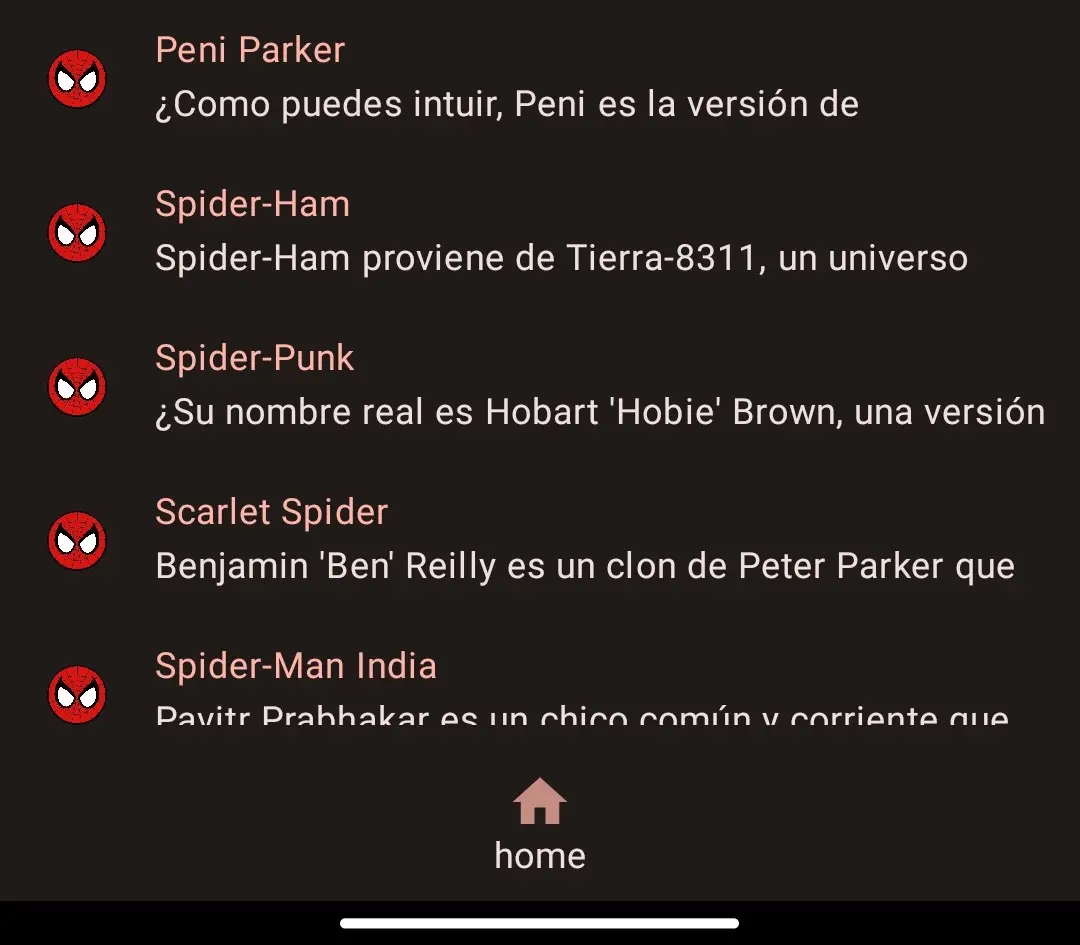 Peni Parker
¿Como puedes intuir, Peni es la versión de
Spider-Ham
Spider-Ham proviene de Tierra-8311, un universo
Spider-Punk
¿Su nombre real es Hobart 'Hobie' Brown, una versión
Scarlet Spider
Benjamin 'Ben' Reilly es un clon de Peter Parker que
Spider-Man India
Pavitr Prabhakar es un chico común y corriente que
home